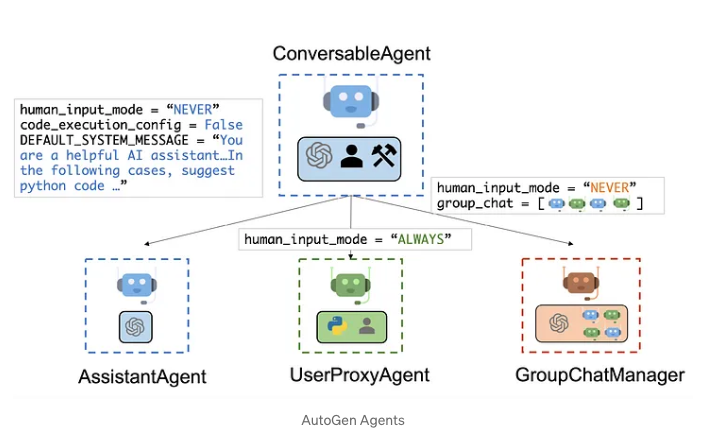 ConversableAgent
human_input_mode = “NEVER”
code_execution_config = False
DEFAULT_SYSTEM_MESSAGE = “You
are a helpful AI assistant…In
the following cases, suggest
python code …”
human_input_mode = “NEVER”
group_chat = [ ]
human_input_mode = “ALWAYS”
AssistantAgent
UserProxyAgent
GroupChatManager
AutoGen Agents